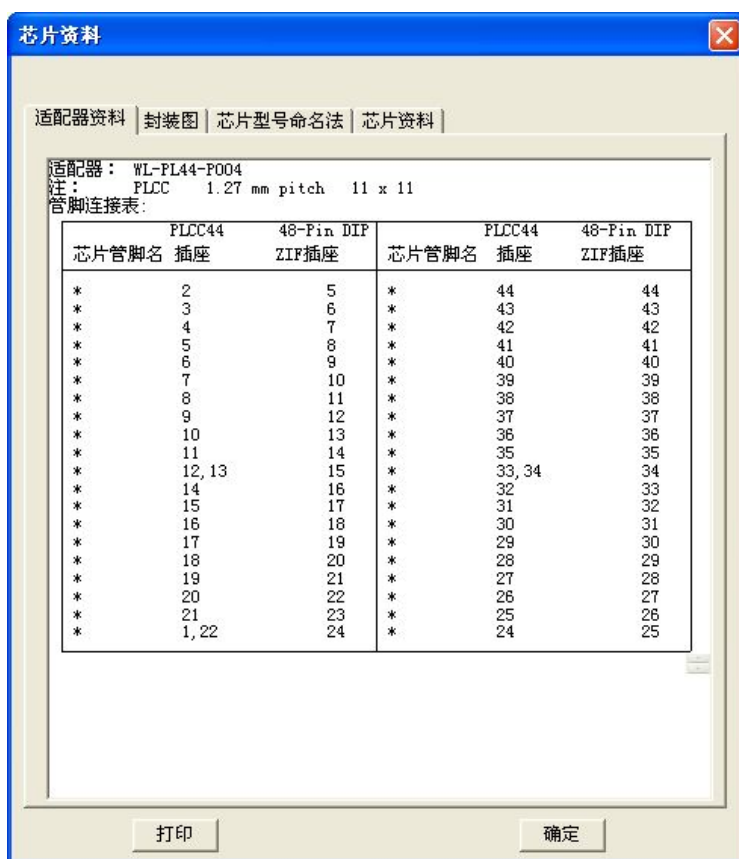 芯片资料
适配器资料 封装图 芯片型号命名法 芯片资料
适配器： WL-PL44-P004
注： PLCC 1.27 mm pitch 11 x 11
管脚连接表:
PLCC44 48-Pin DIP PLCC44 48-Pin DIP
芯片管脚名 插座 ZIF插座 芯片管脚名 插座 ZIF插座
* 2 5 * 44 44
* 3 6 * 43 43
* 4 7 * 42 42
* 5 8 * 41 41
* 6 9 * 40 40
* 7 10 * 39 39
* 8 11 * 38 38
* 9 12 * 37 37
* 10 13 * 36 36
* 11 14 * 35 35
* 12,13 15 * 33,34 34
* 14 16 * 32 33
* 15 17 * 31 32
* 16 18 * 30 31
* 17 19 * 29 30
* 18 20 * 28 29
* 19 21 * 27 28
* 20 22 * 26 27
* 21 23 * 25 26
* 1,22 24 * 24 25
打印 确定